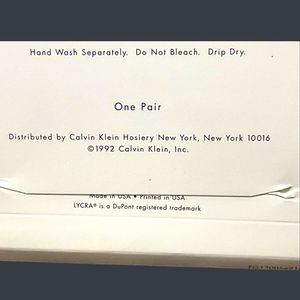 Hand Wash Separately. Do Not Bleach. Drip Dry.
One Pair
Distributed by Calvin Klein Hosiery New York, New York 10016
©1992 Calvin Klein, Inc.
Made in USA • Printed in USA
LYCRA® is a DuPont registered trademark